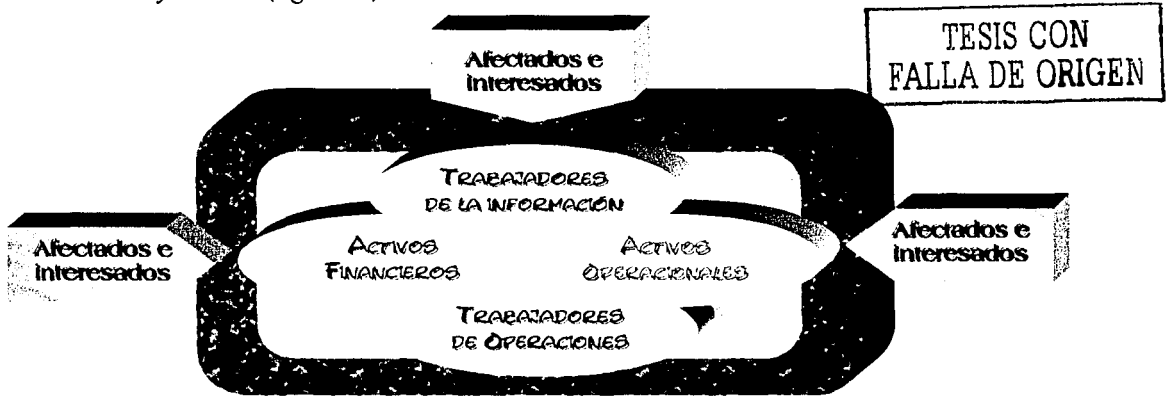 TESIS CON
FALLA DE ORIGEN
Afectados e
Interesados
TRABAJADORES
DE LA INFORMACIÓN
Afectados e
Interesados
ACTIVOS
FINANCIEROS
ACTIVOS
OPERACIONALES
Afectados e
Interesados
TRABAJADORES
DE OPERACIONES